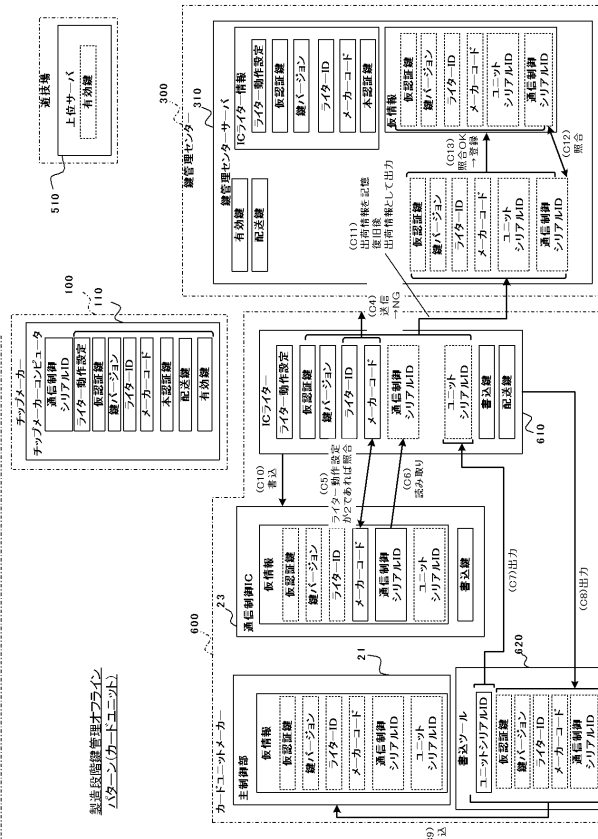 製造段階鍵管理オフライン
パターン(カードユニット)
チップメーカー
100
チップメーカーコンピュータ
110
通信制御
シリアルID
ライター動作設定
仮認証鍵
鍵バージョン
ライターID
メーカコード
本認証鍵
配送鍵
有効鍵
遊技場
上位サーバ
有効鍵
510
鍵管理センター
300
鍵管理センターサーバ
310
有効鍵
配送鍵
ICライター情報
ライター動作設定
仮認証鍵
鍵バージョン
ライターID
メーカコード
本認証鍵
仮認証鍵
鍵バージョン
ライターID
メーカコード
ユニット
シリアルID
通信制御
シリアルID
(C13)
照合OK
→登録
(C12)
照合
仮情報
仮認証鍵
鍵バージョン
ライターID
メーカコード
ユニット
シリアルID
通信制御
シリアルID
(C11)
出荷情報を記憶
復旧後
出荷情報として出力
(C4)
送信
→NG
カードユニットメーカー
600
主制御部
21
仮情報
仮認証鍵
鍵バージョン
ライターID
メーカコード
通信制御
シリアルID
ユニット
シリアルID
通信制御IC
23
仮情報
仮認証鍵
鍵バージョン
ライターID
メーカコード
通信制御
シリアルID
ユニット
シリアルID
書込鍵
(C10)
書込
(C5)
ライター動作設定
が2であれば照合
(C6)
読み取り
ICライター
ライター動作設定
仮認証鍵
鍵バージョン
ライターID
メーカコード
通信制御
シリアルID
ユニット
シリアルID
書込鍵
配送鍵
610
(C7)出力
(C8)出力
書込ツール
620
ユニットシリアルID
仮認証鍵
鍵バージョン
ライターID
メーカコード
通信制御
シリアルID
9)
込